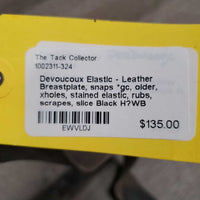 The Tack Collector
1002311-324
Devoucoux Elastic - Leather
Breastplate, snaps *gc, older,
xholes, stained elastic, rubs,
scrapes, slice Black H?WB
EWVL0J
$135.00